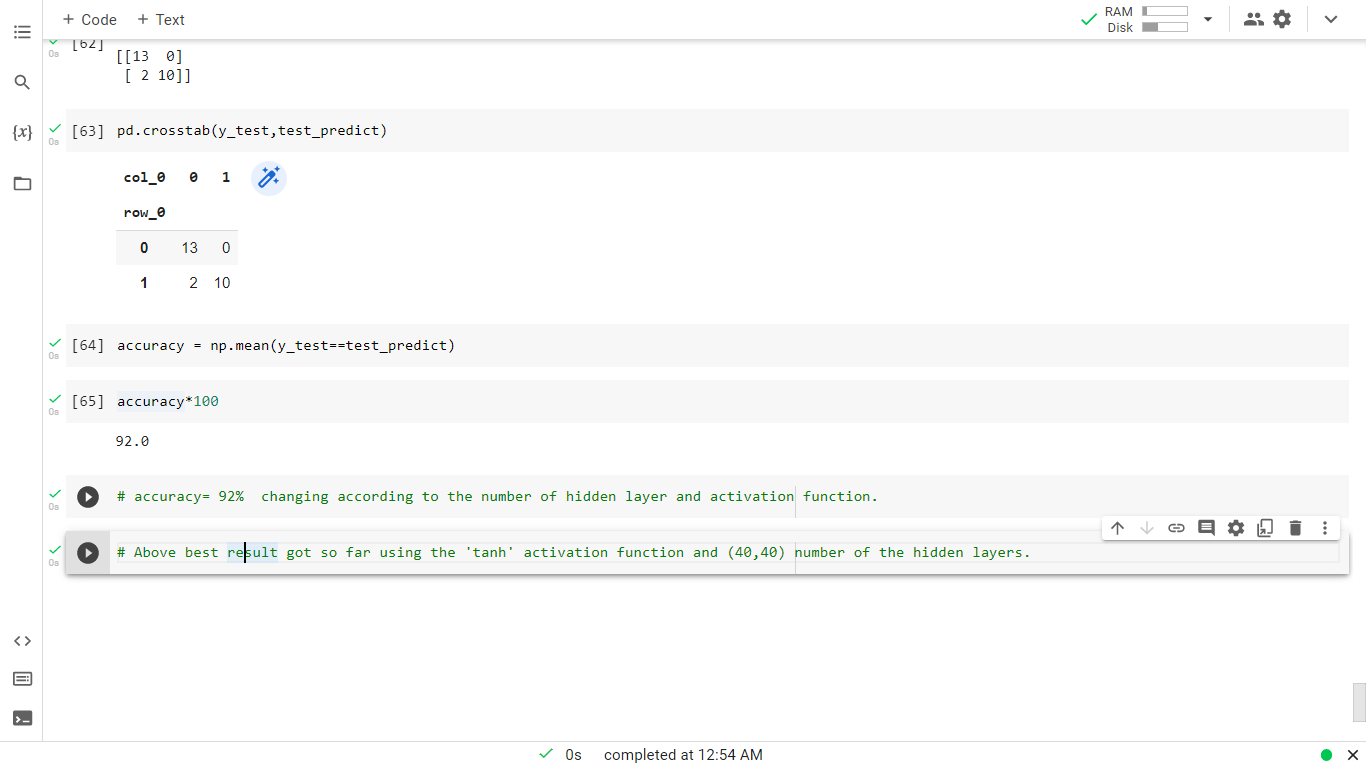 + Code + Text
RAM
Disk
[62]
0s
[[13  0]
[ 2 10]]
[63] pd.crosstab(y_test,test_predict)
0s
col_0 0 1
row_0
0 13 0
1 2 10
[64] accuracy = np.mean(y_test==test_predict)
0s
[65] accuracy*100
0s
92.0
# accuracy= 92%  changing according to the number of hidden layer and activation function.
0s
# Above best result got so far using the 'tanh' activation function and (40,40) number of the hidden layers.
0s
{x}
0s completed at 12:54 AM